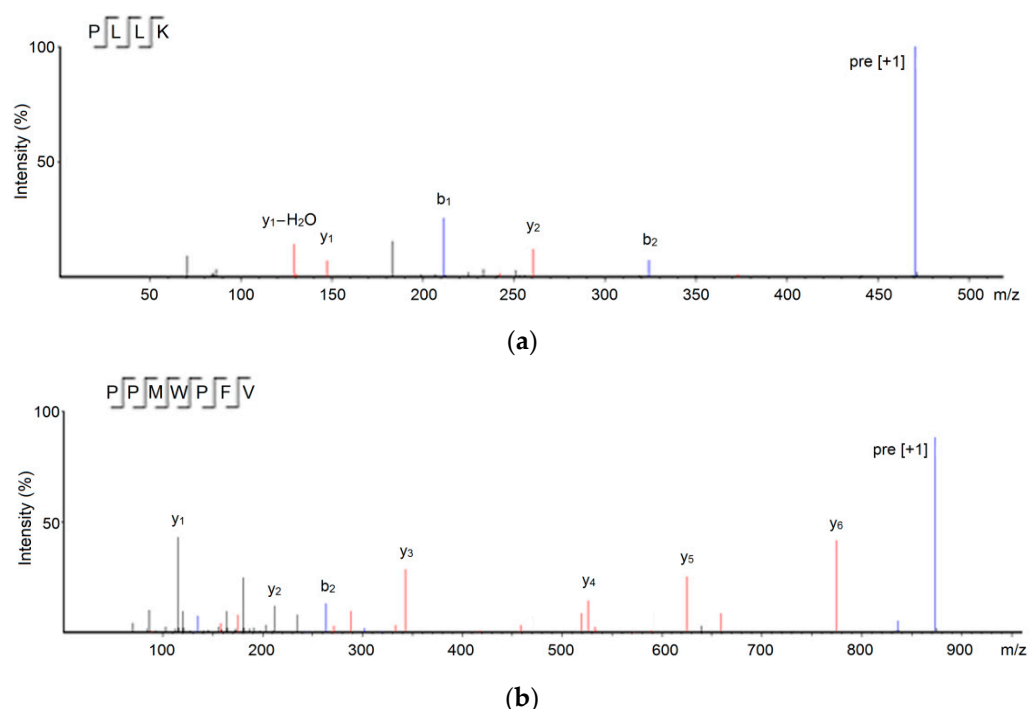 P L L K
100
pre [+1]
Intensity (%)
50
b1
y1–H2O
y1
y2
b2
50 100 150 200 250 300 350 400 450 500 m/z
(a)
P P M W P F V
100
pre [+1]
Intensity (%)
50
y1
y3
y6
y5
y2
b2
y4
100 200 300 400 500 600 700 800 900 m/z
(b)